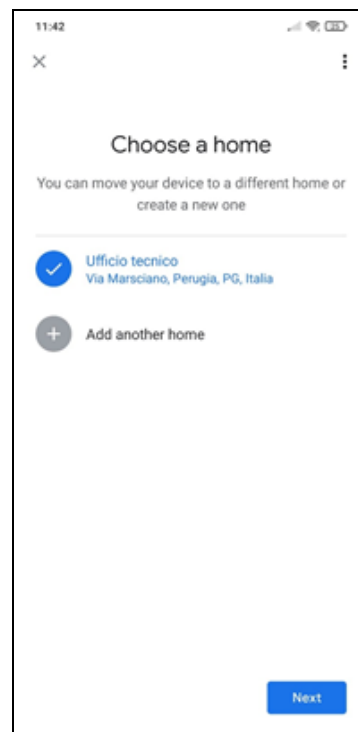 11:42
25
Choose a home
You can move your device to a different home or
create a new one
Ufficio tecnico
Via Marsciano, Perugia, PG, Italia
Add another home
Next